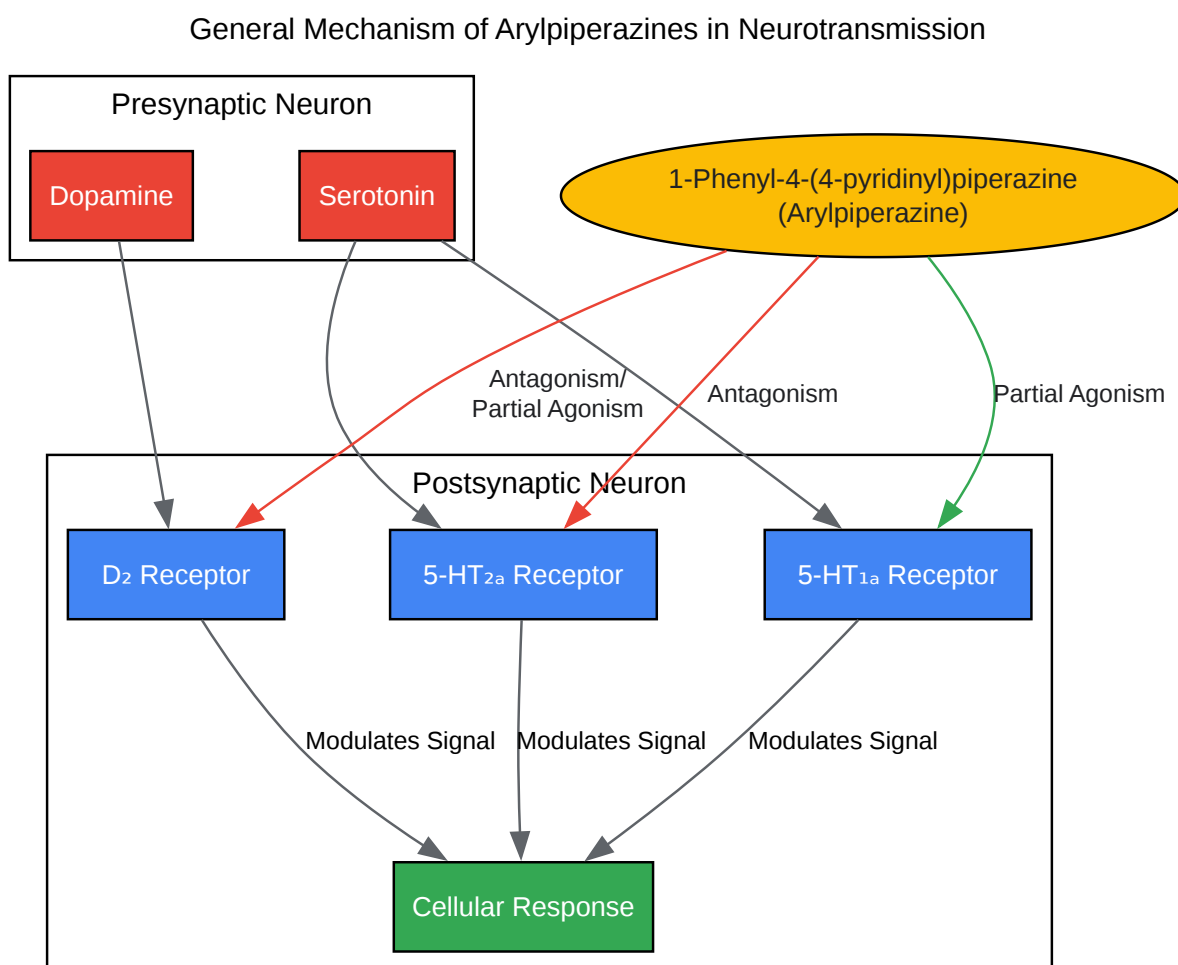 General Mechanism of Arylpiperazines in Neurotransmission
Presynaptic Neuron
Dopamine
Serotonin
1-Phenyl-4-(4-pyridinyl)piperazine
(Arylpiperazine)
Antagonism/
Partial Agonism
Antagonism
Partial Agonism
Postsynaptic Neuron
D₂ Receptor
5-HT₂ₐ Receptor
5-HT₁ₐ Receptor
Modulates Signal
Modulates Signal
Modulates Signal
Cellular Response